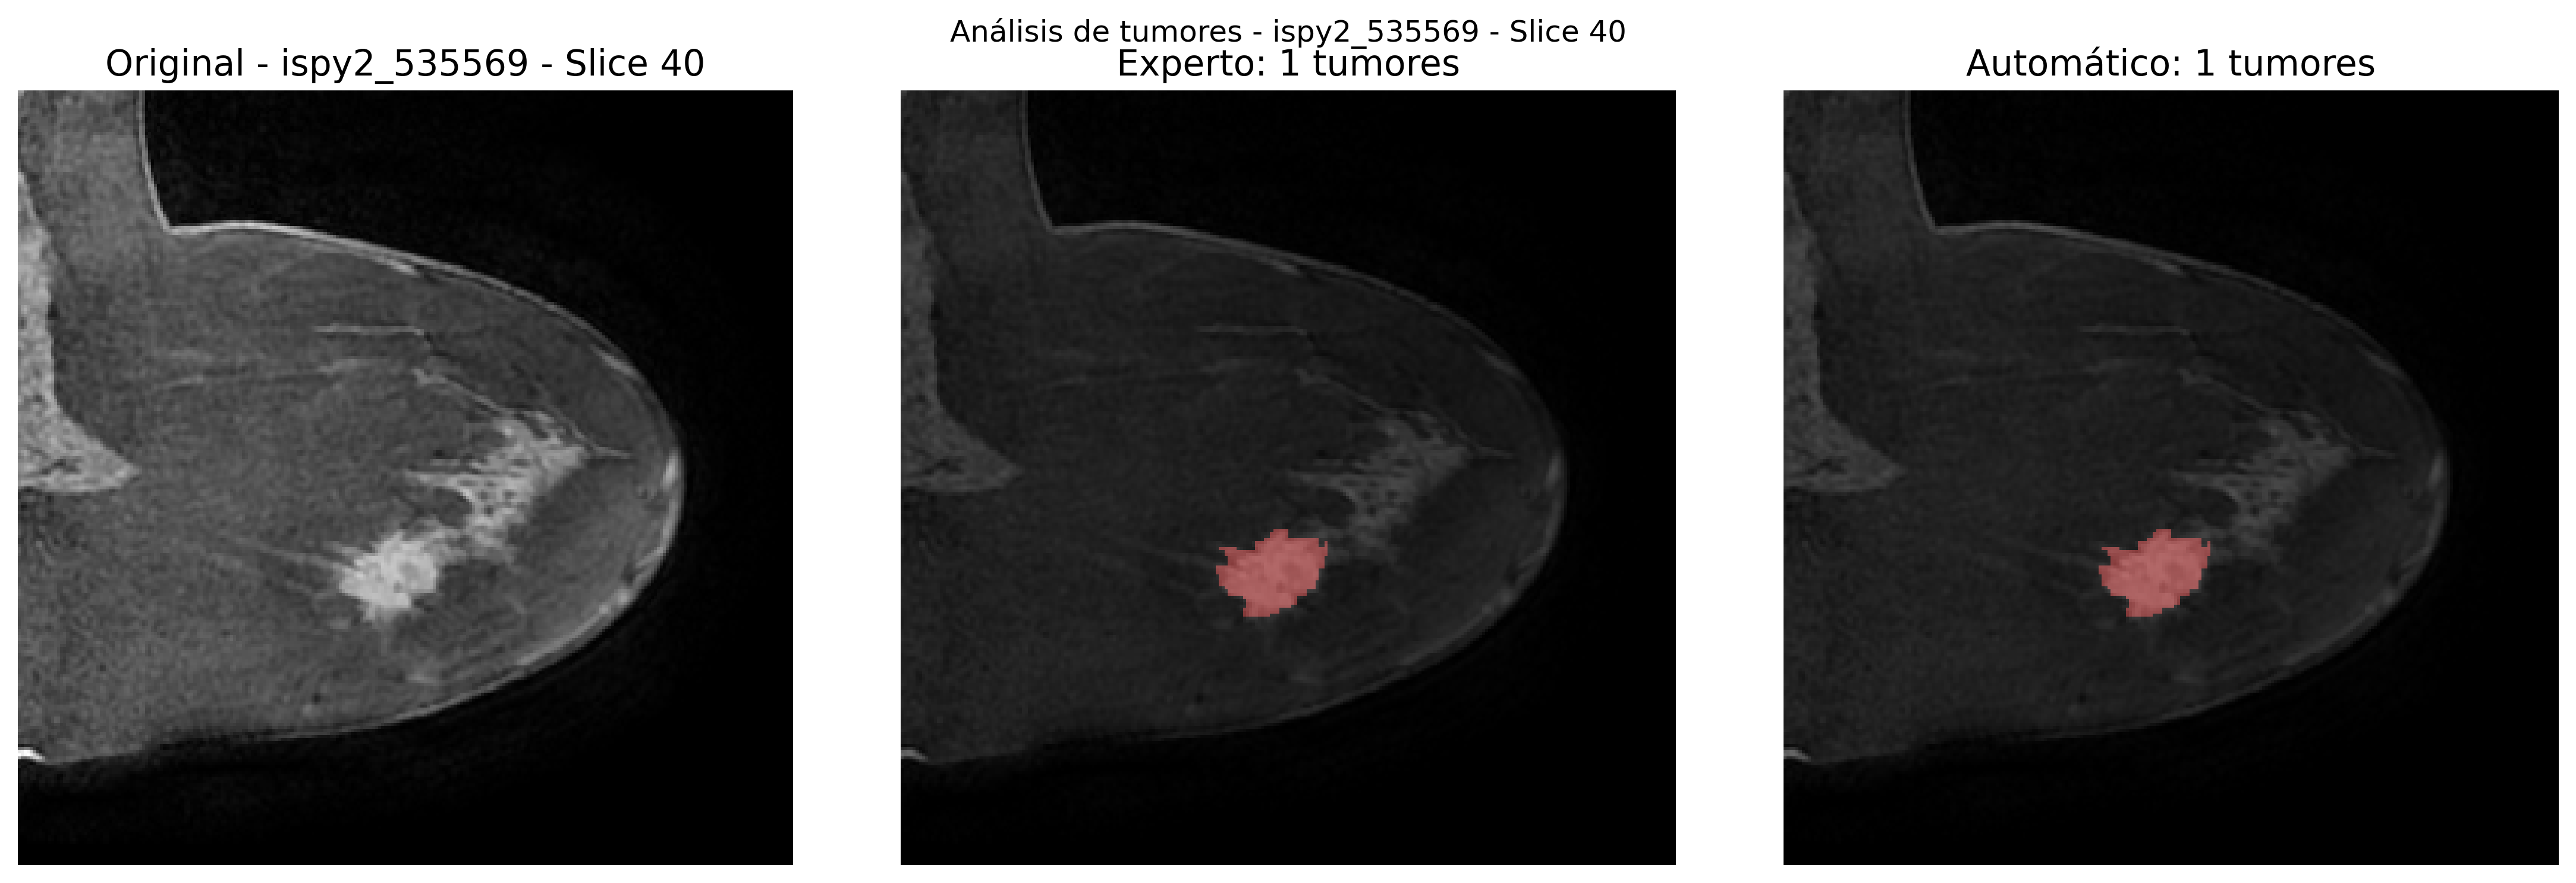 Análisis de tumores - ispy2_535569 - Slice 40
Original - ispy2_535569 - Slice 40
Experto: 1 tumores
Automático: 1 tumores